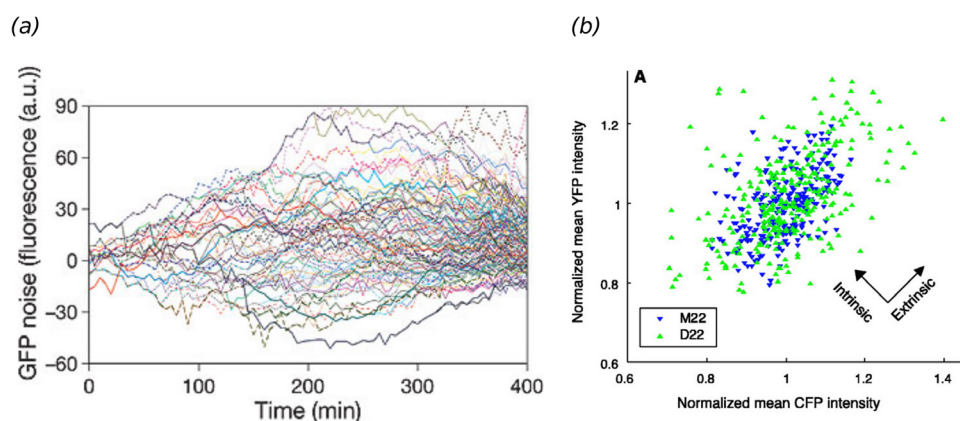 (a)
GFP noise (fluorescence (a.u.))
90
60
30
0
−30
−60
0
100
200
300
400
Time (min)
(b)
A
Normalized mean YFP intensity
1.2
1
0.8
0.6
Intrinsic
Extrinsic
M22
D22
0.6
0.8
1
1.2
1.4
Normalized mean CFP intensity